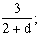 3/(2 + d);